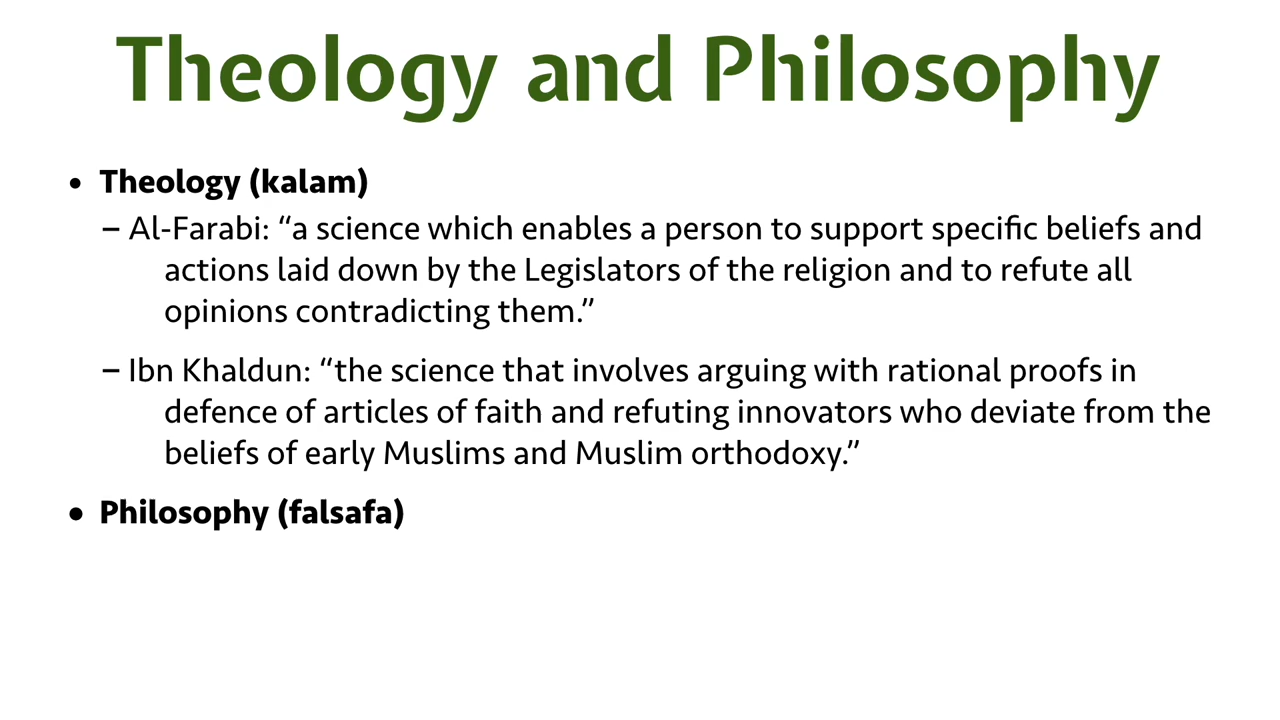 Theology and Philosophy
• Theology (kalam)
– Al-Farabi: “a science which enables a person to support specific beliefs and
actions laid down by the Legislators of the religion and to refute all
opinions contradicting them.”
– Ibn Khaldun: “the science that involves arguing with rational proofs in
defence of articles of faith and refuting innovators who deviate from the
beliefs of early Muslims and Muslim orthodoxy.”
• Philosophy (falsafa)